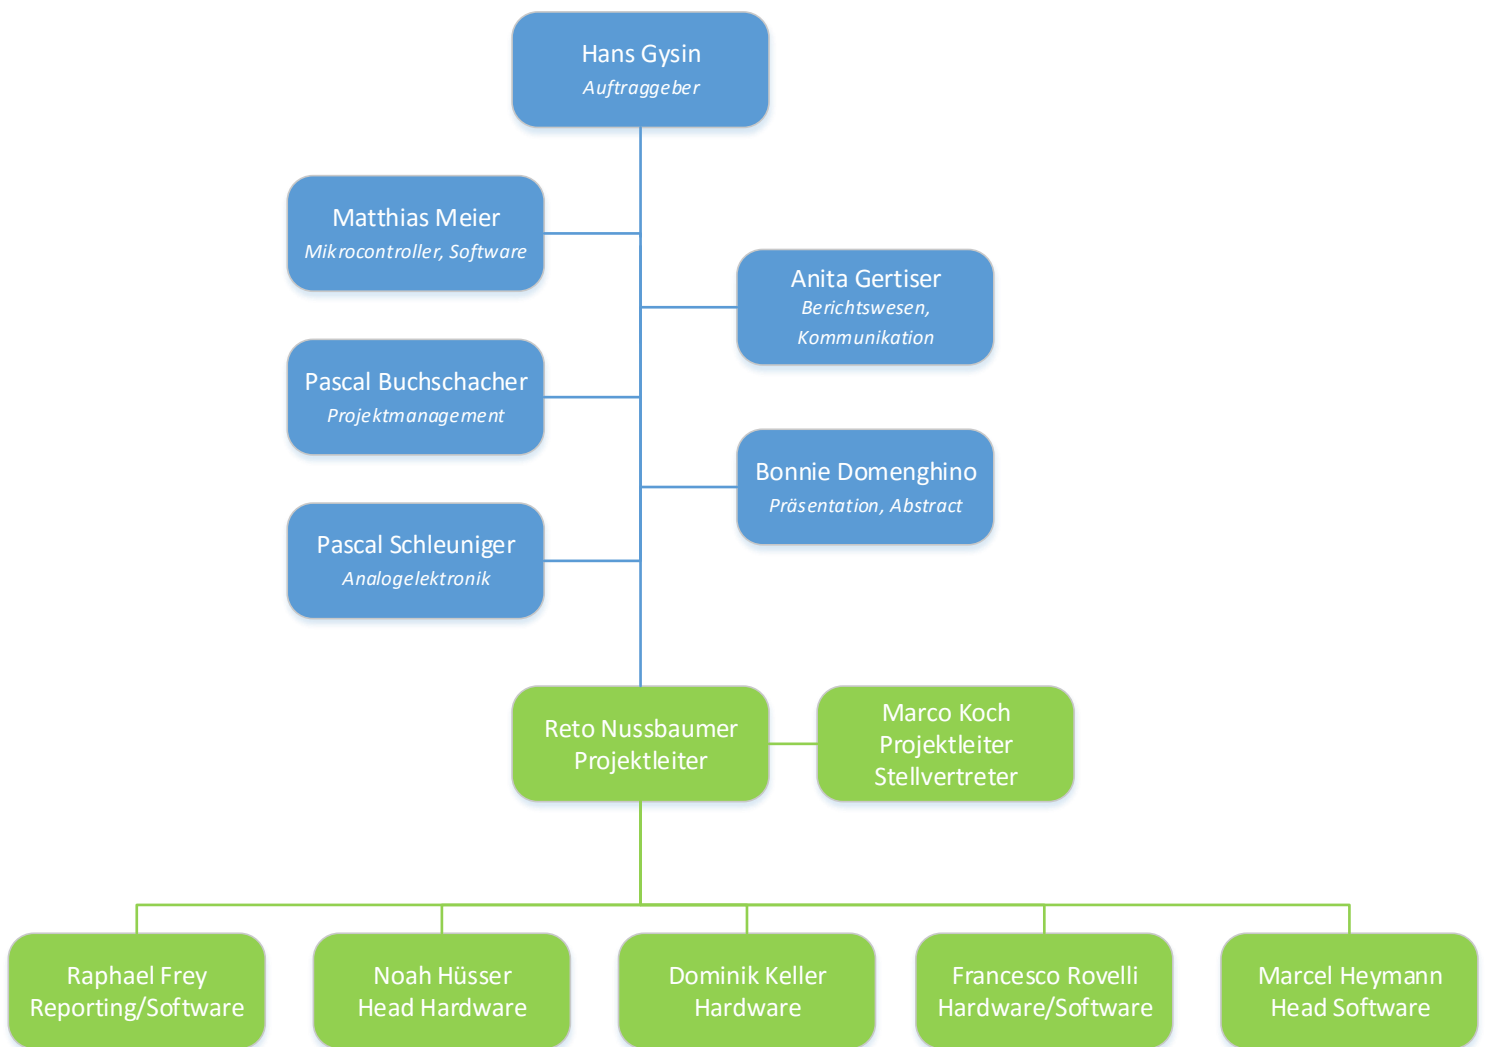 Hans Gysin
Auftraggeber
Matthias Meier
Mikrocontroller, Software
Anita Gertiser
Berichtswesen,
Kommunikation
Pascal Buchschacher
Projektmanagement
Bonnie Domenghino
Präsentation, Abstract
Pascal Schleuniger
Analogelektronik
Reto Nussbaumer
Projektleiter
Marco Koch
Projektleiter
Stellvertreter
Raphael Frey
Reporting/Software
Noah Hüsser
Head Hardware
Dominik Keller
Hardware
Francesco Rovelli
Hardware/Software
Marcel Heymann
Head Software